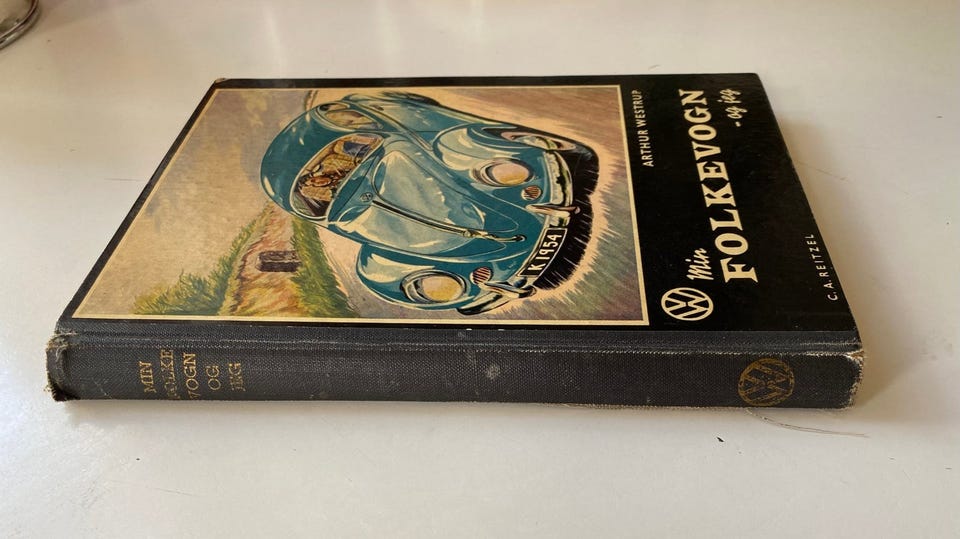 ARTHUR WESTRUP
Min
FOLKEVOGN
- og jeg
C.A. REITZEL
K 1954
MIN
FOLKE
VOGN
OG
JEG